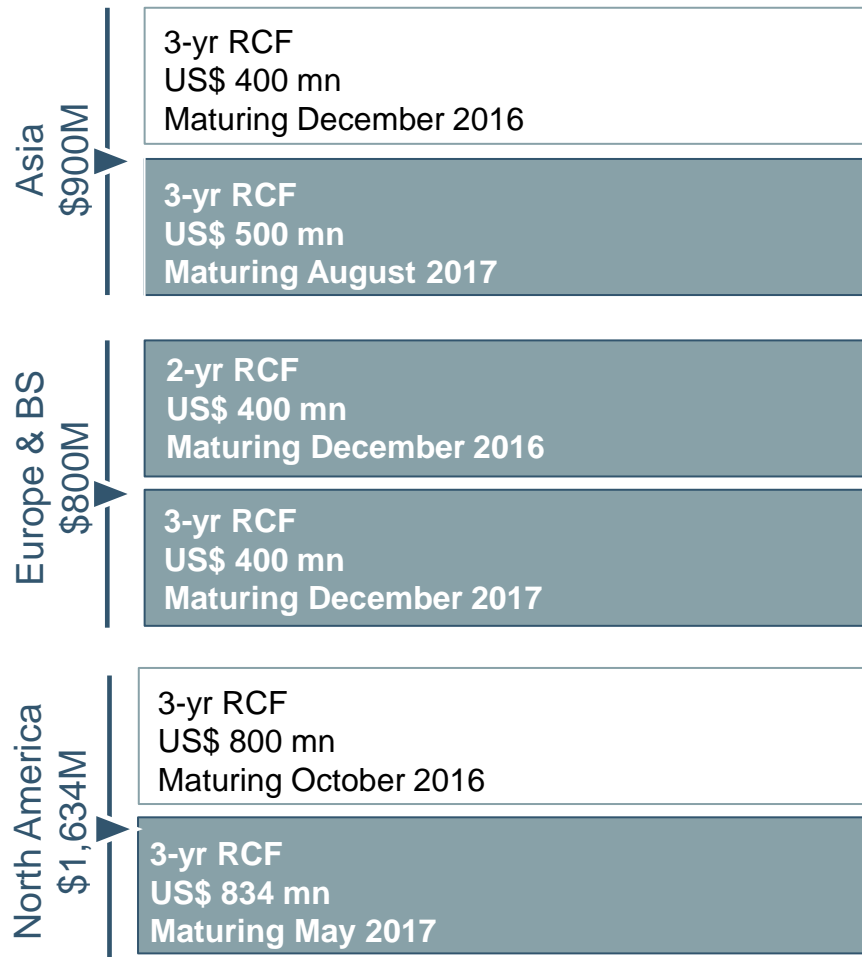 Asia
$900M
3-yr RCF
US$ 400 mn
Maturing December 2016
3-yr RCF
US$ 500 mn
Maturing August 2017
Europe & BS
$800M
2-yr RCF
US$ 400 mn
Maturing December 2016
3-yr RCF
US$ 400 mn
Maturing December 2017
North America
$1,634M
3-yr RCF
US$ 800 mn
Maturing October 2016
3-yr RCF
US$ 834 mn
Maturing May 2017